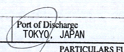 Port of Discharge
TOKYO, JAPAN
PARTICULARS